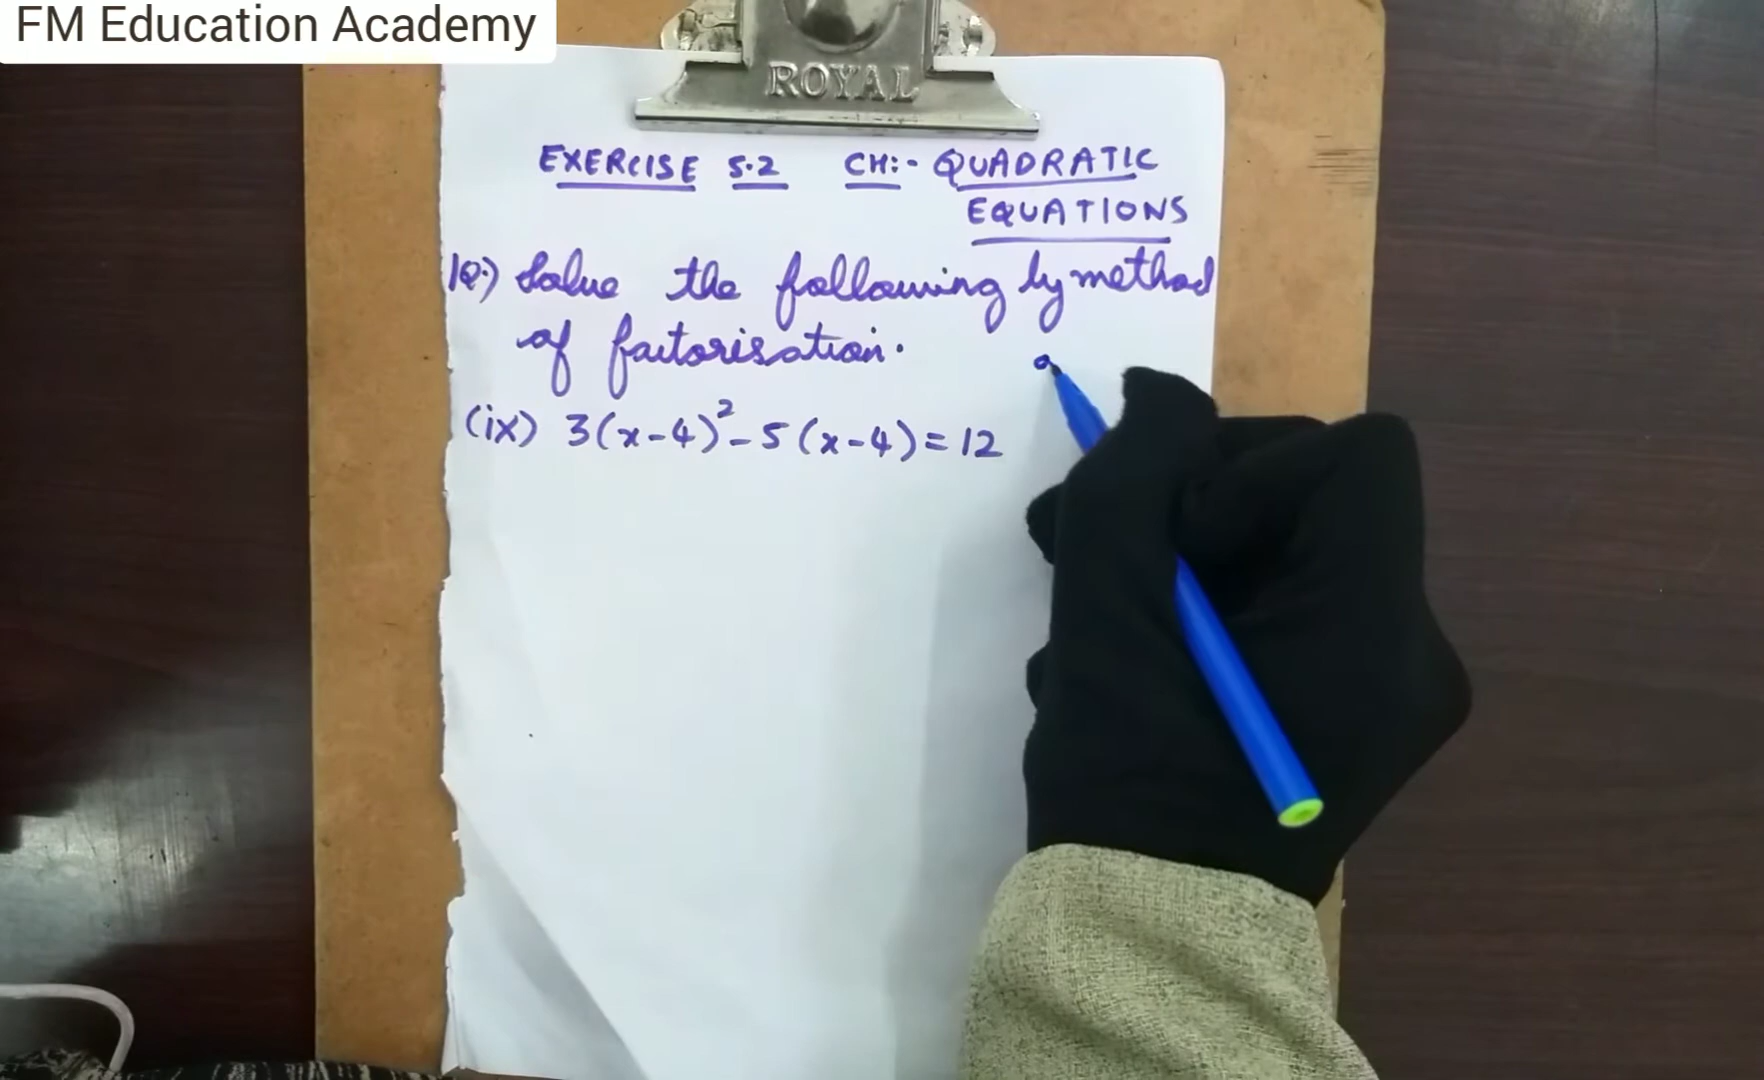 FM Education Academy
ROYAL
EXERCISE 5.2 CH:- QUADRATIC
EQUATIONS
1Q:) Solve the following by method
of factorisation.
(ix) 3(x-4)²-5(x-4)=12